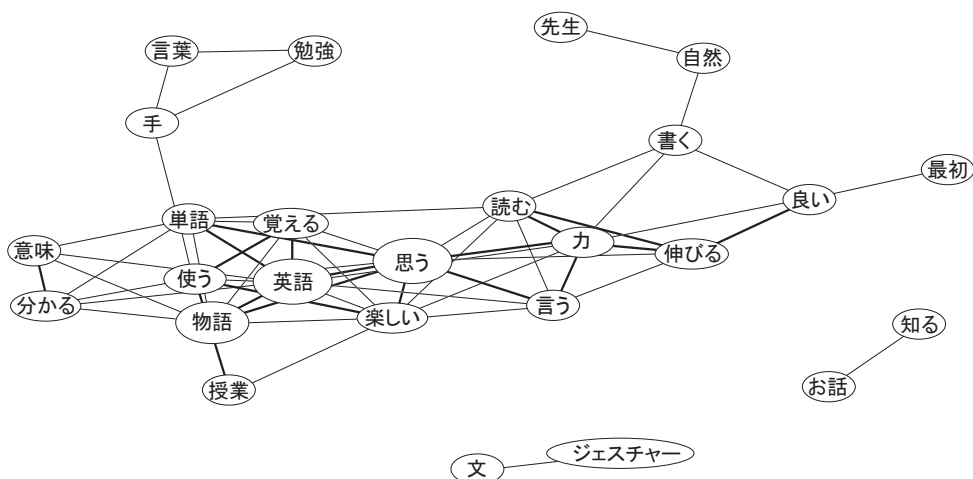 先生
言葉
勉強
自然
手
書く
最初
良い
読む
単語
覚える
力
意味
伸びる
思う
使う
英語
分かる
言う
物語
楽しい
知る
授業
お話
ジェスチャー
文